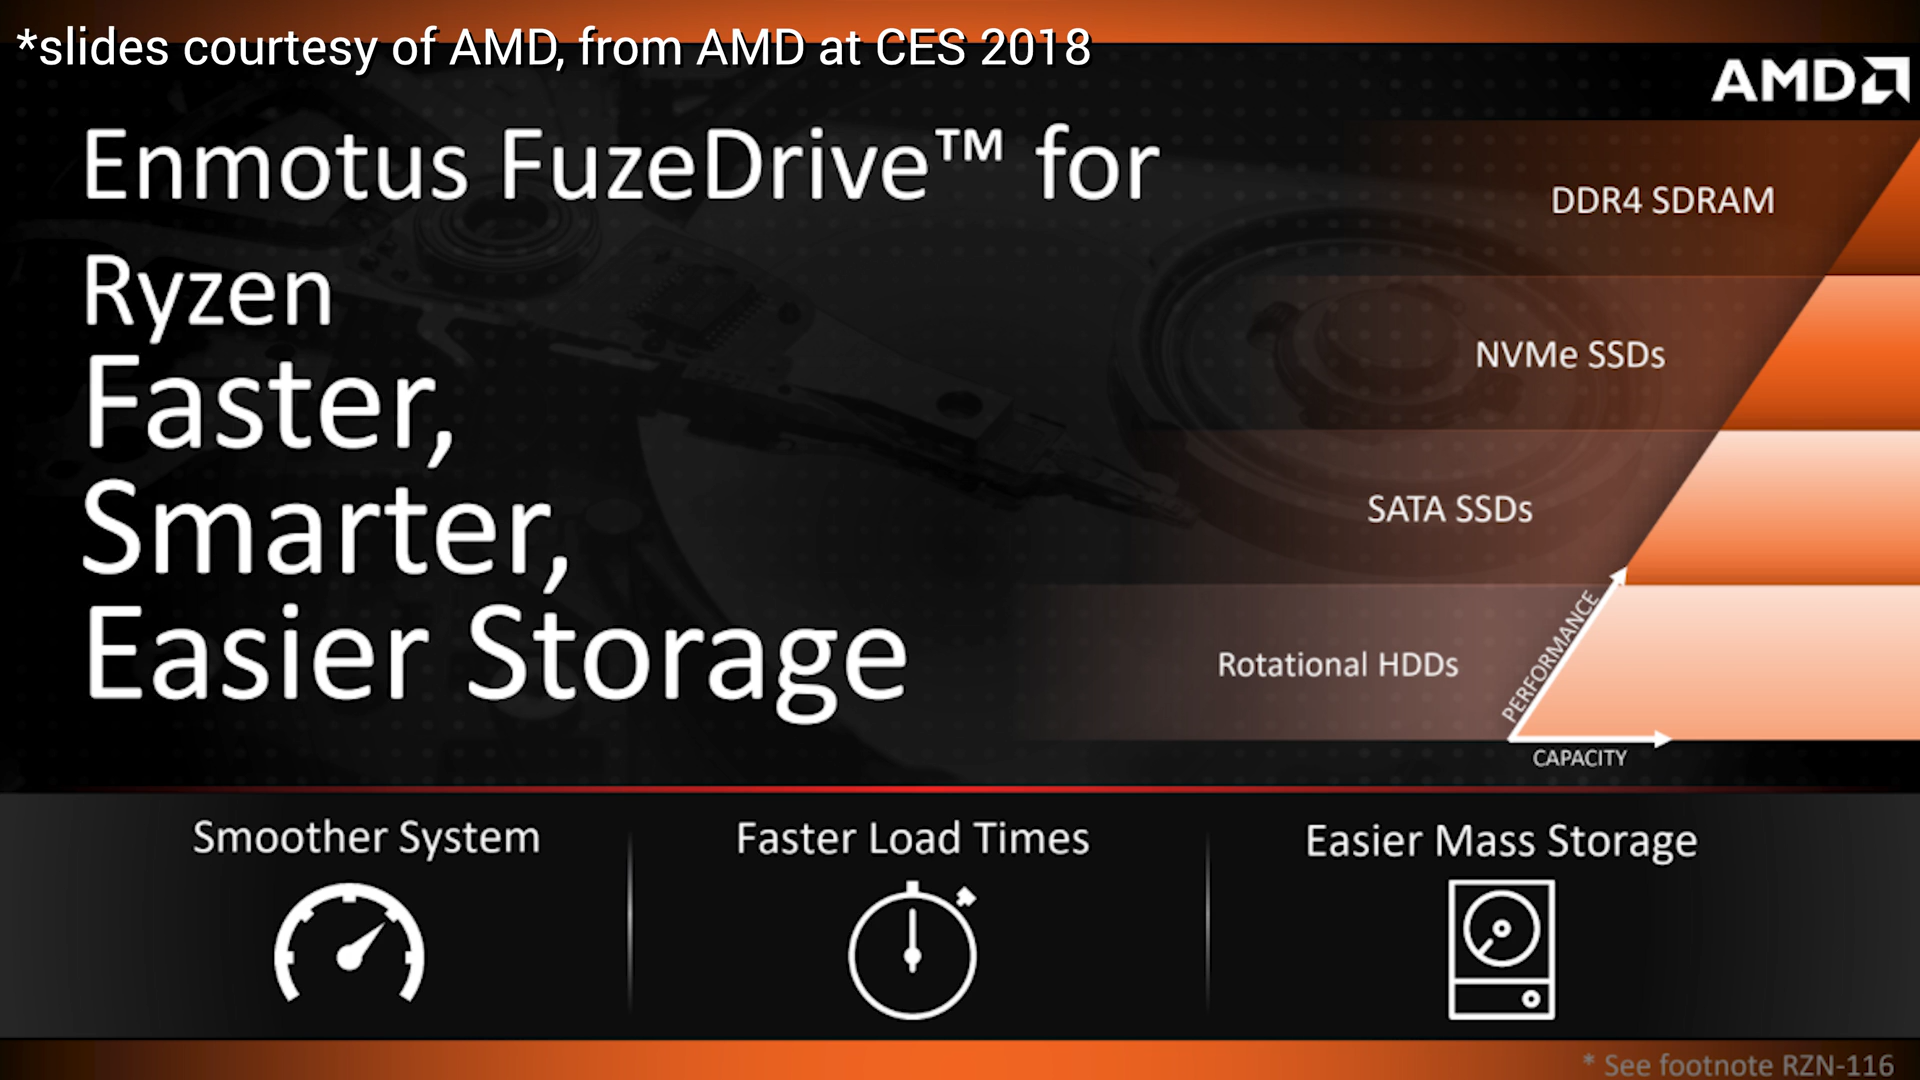 *slides courtesy of AMD, from AMD at CES 2018
AMD
Enmotus FuzeDrive™ for
Ryzen
Faster,
Smarter,
Easier Storage
DDR4 SDRAM
NVMe SSDs
SATA SSDs
Rotational HDDs
PERFORMANCE
CAPACITY
Smoother System
Faster Load Times
Easier Mass Storage
* See footnote RZN-116